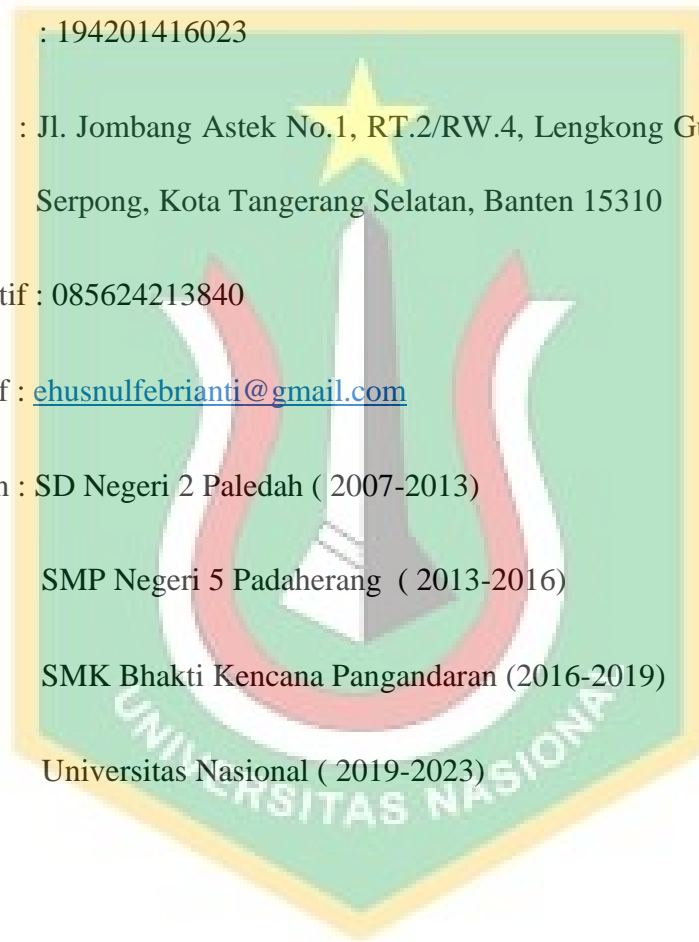 : 194201416023
: Jl. Jombang Astek No.1, RT.2/RW.4, Lengkong
Serpong, Kota Tangerang Selatan, Banten 15310
tif : 085624213840
f : ehusnulfebrianti@gmail.com
: SD Negeri 2 Paledah ( 2007-2013)
SMP Negeri 5 Padaherang ( 2013-2016)
SMK Bhakti Kencana Pangandaran (2016-2019)
Universitas Nasional ( 2019-2023)
UNIVERSITAS NASIONAL